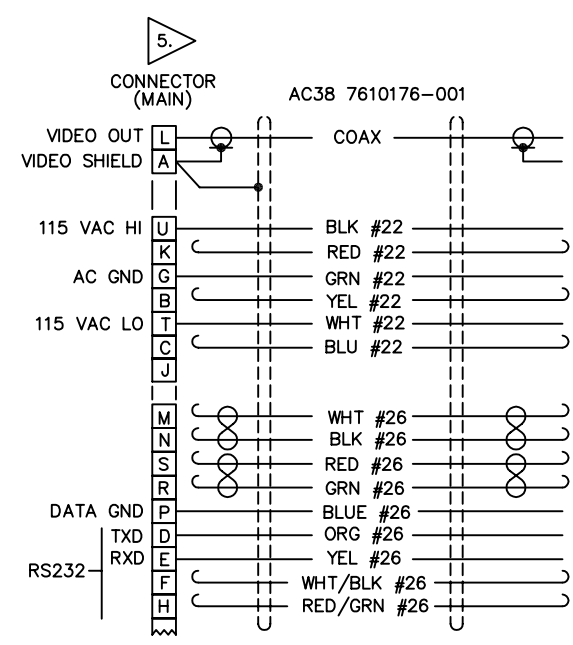 5.
CONNECTOR
(MAIN)
AC38 7610176-001
VIDEO OUT L COAX
VIDEO SHIELD A
115 VAC HI U BLK #22
K RED #22
AC GND G GRN #22
B YEL #22
115 VAC LO T WHT #22
C BLU #22
J
M WHT #26
N BLK #26
S RED #26
R GRN #26
DATA GND P BLUE #26
TXD D ORG #26
RXD E YEL #26
RS232 F WHT/BLK #26
H RED/GRN #26